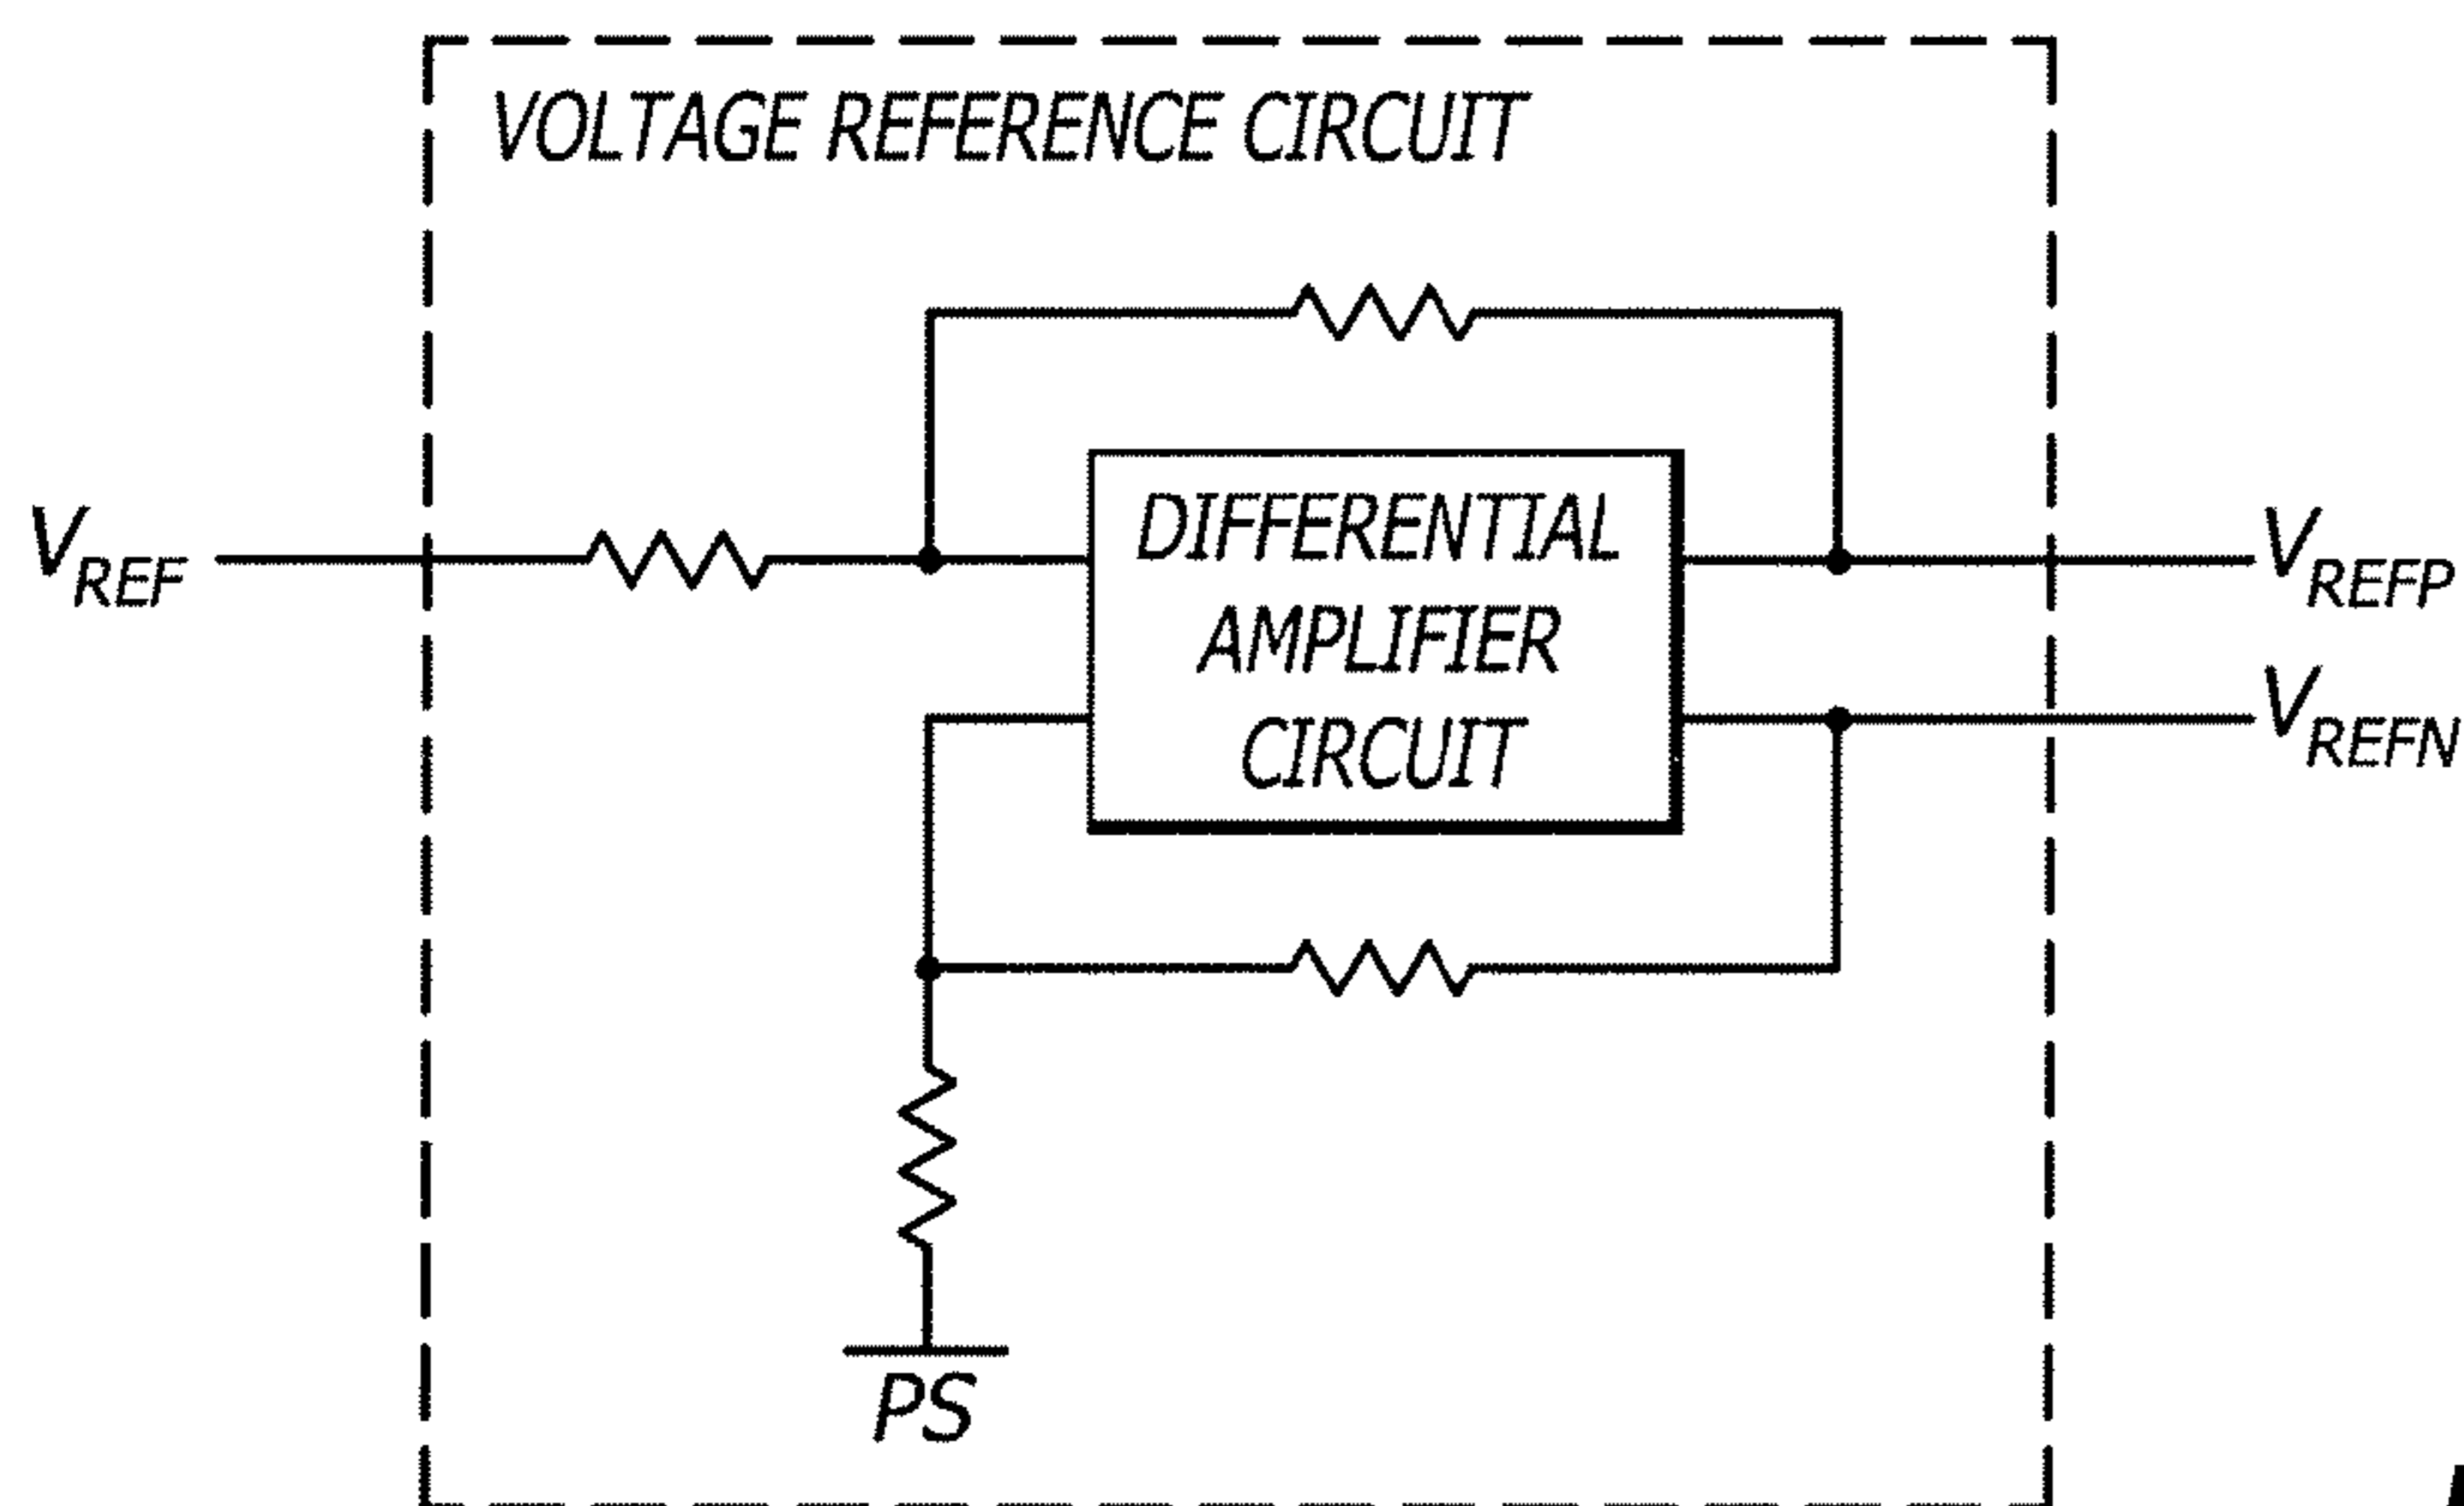 VOLTAGE REFERENCE CIRCUIT
VREF
DIFFERENTIAL
AMPLIFIER
CIRCUIT
VREFP
VREFN
PS